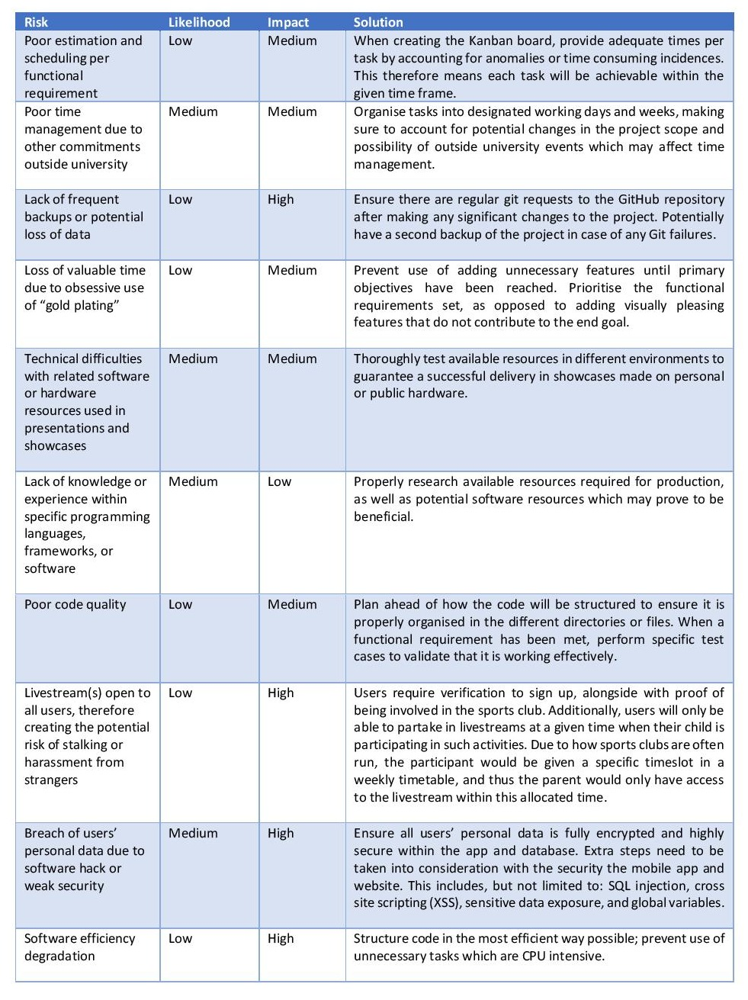 Risk Likelihood Impact Solution
Poor estimation and Low Medium When creating the Kanban board, provide adequate times per
scheduling per task by accounting for anomalies or time consuming incidences.
functional This therefore means each task will be achievable within the
requirement given time frame.
Poor time Medium Medium Organise tasks into designated working days and weeks, making
management due to sure to account for potential changes in the project scope and
other commitments possibility of outside university events which may affect time
outside university management.
Lack of frequent Low High Ensure there are regular git requests to the GitHub repository
backups or potential after making any significant changes to the project. Potentially
loss of data have a second backup of the project in case of any Git failures.
Loss of valuable time Low Medium Prevent use of adding unnecessary features until primary
due to obsessive use objectives have been reached. Prioritise the functional
of “gold plating” requirements set, as opposed to adding visually pleasing
features that do not contribute to the end goal.
Technical difficulties Medium Medium Thoroughly test available resources in different environments to
with related software guarantee a successful delivery in showcases made on personal
or hardware or public hardware.
resources used in
presentations and
showcases
Lack of knowledge or Medium Low Properly research available resources required for production,
experience within as well as potential software resources which may prove to be
specific programming beneficial.
languages,
frameworks, or
software
Poor code quality Low Medium Plan ahead of how the code will be structured to ensure it is
properly organised in the different directories or files. When a
functional requirement has been met, perform specific test
cases to validate that it is working effectively.
Livestream(s) open to Low High Users require verification to sign up, alongside with proof of
all users, therefore being involved in the sports club. Additionally, users will only be
creating the potential able to partake in livestreams at a given time when their child is
risk of stalking or participating in such activities. Due to how sports clubs are often
harassment from run, the participant would be given a specific timeslot in a
strangers weekly timetable, and thus the parent would only have access
to the livestream within this allocated time.
Breach of users’ Medium High Ensure all users’ personal data is fully encrypted and highly
personal data due to secure within the app and database. Extra steps need to be
software hack or taken into consideration with the security the mobile app and
weak security website. This includes, but not limited to: SQL injection, cross
site scripting (XSS), sensitive data exposure, and global variables.
Software efficiency Low High Structure code in the most efficient way possible; prevent use of
degradation unnecessary tasks which are CPU intensive.